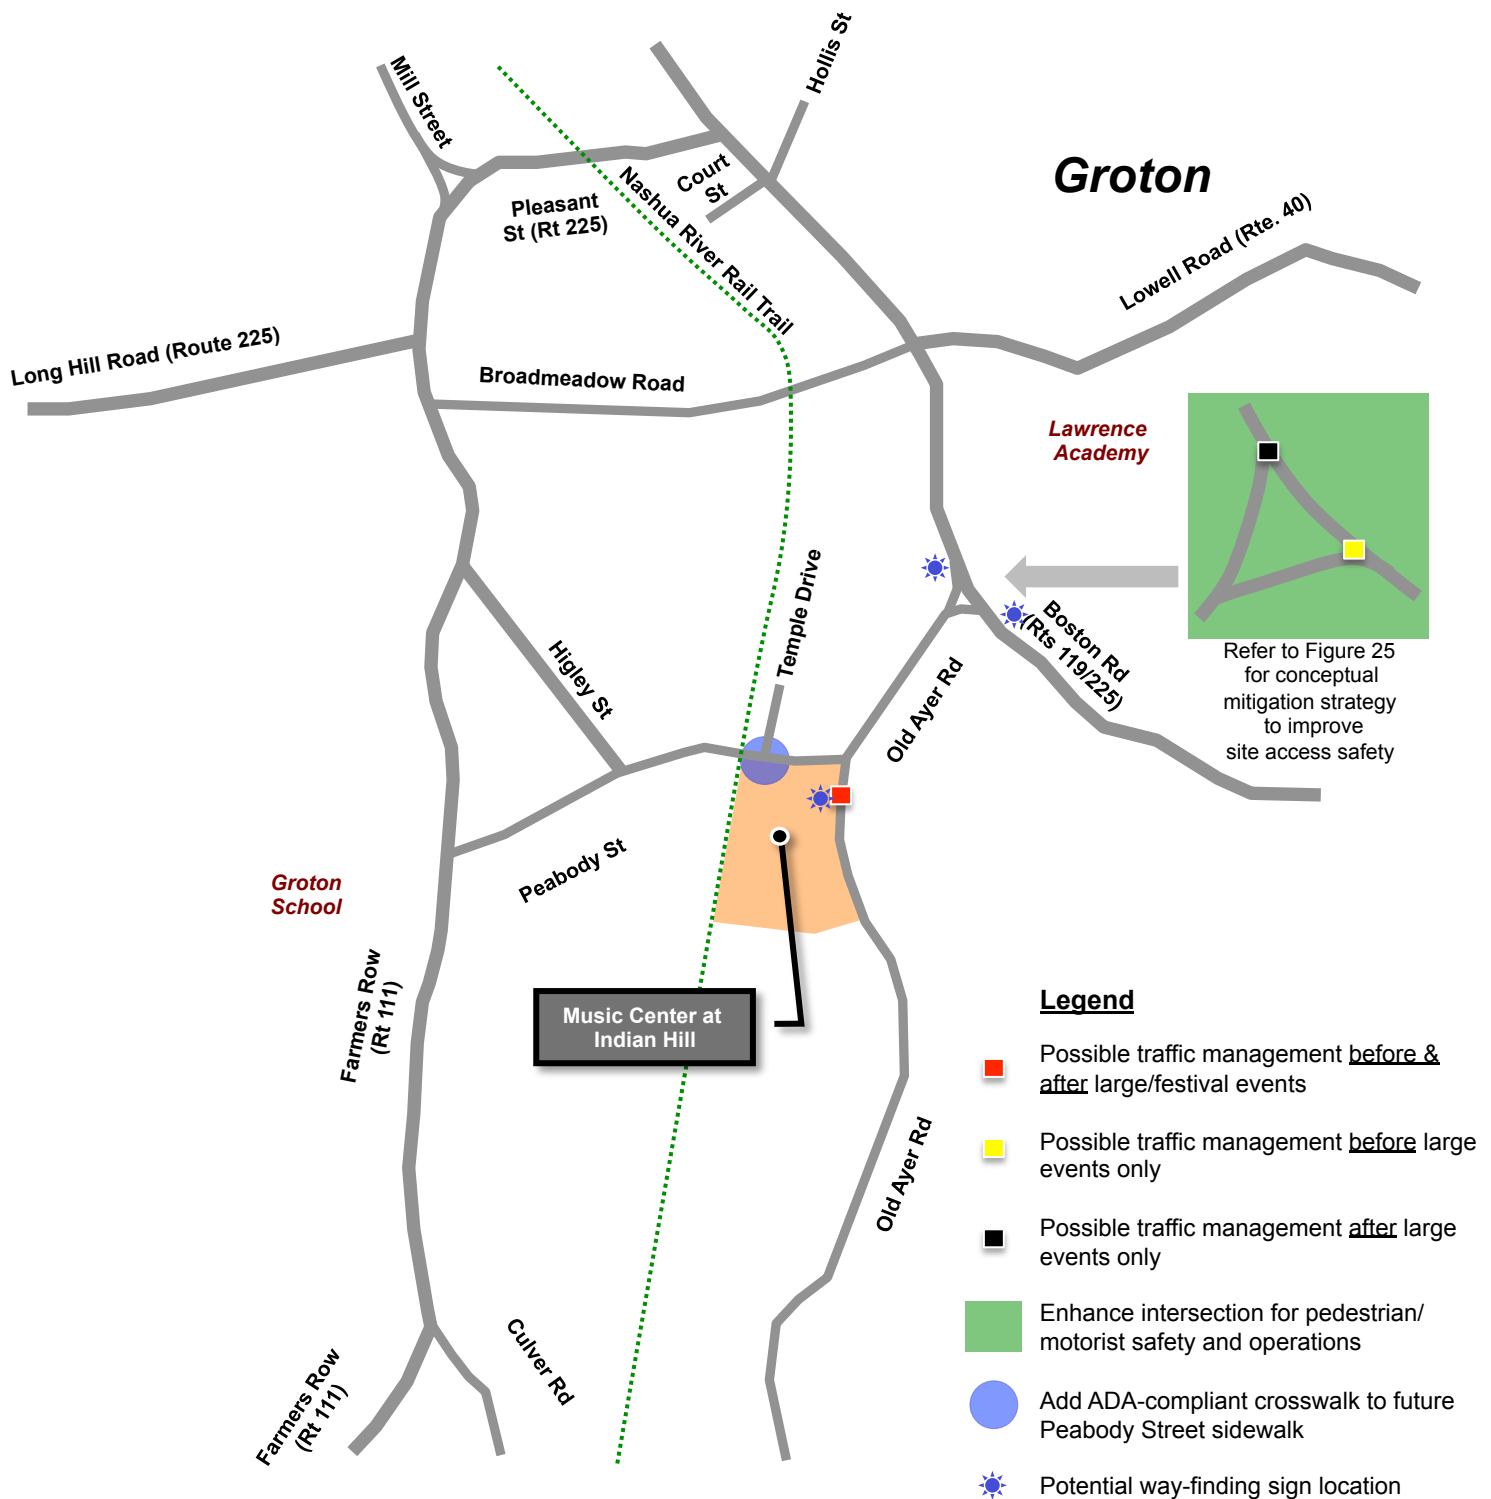 Mill Street
Hollis St
Groton
Court
St
Pleasant
St (Rt 225)
Nashua River Rail Trail
Lowell Road (Rte. 40)
Long Hill Road (Route 225)
Broadmeadow Road
Lawrence
Academy
Temple Drive
Boston Rd
(Rts 119/225)
Higley St
Old Ayer Rd
Refer to Figure 25
for conceptual
mitigation strategy
to improve
site access safety
Peabody St
Groton
School
Farmers Row
(Rt 111)
Music Center at
Indian Hill
Old Ayer Rd
Culver Rd
Farmers Row
(Rt 111)
Legend
Possible traffic management before &
after large/festival events
Possible traffic management before large
events only
Possible traffic management after large
events only
Enhance intersection for pedestrian/
motorist safety and operations
Add ADA-compliant crosswalk to future
Peabody Street sidewalk
Potential way-finding sign location